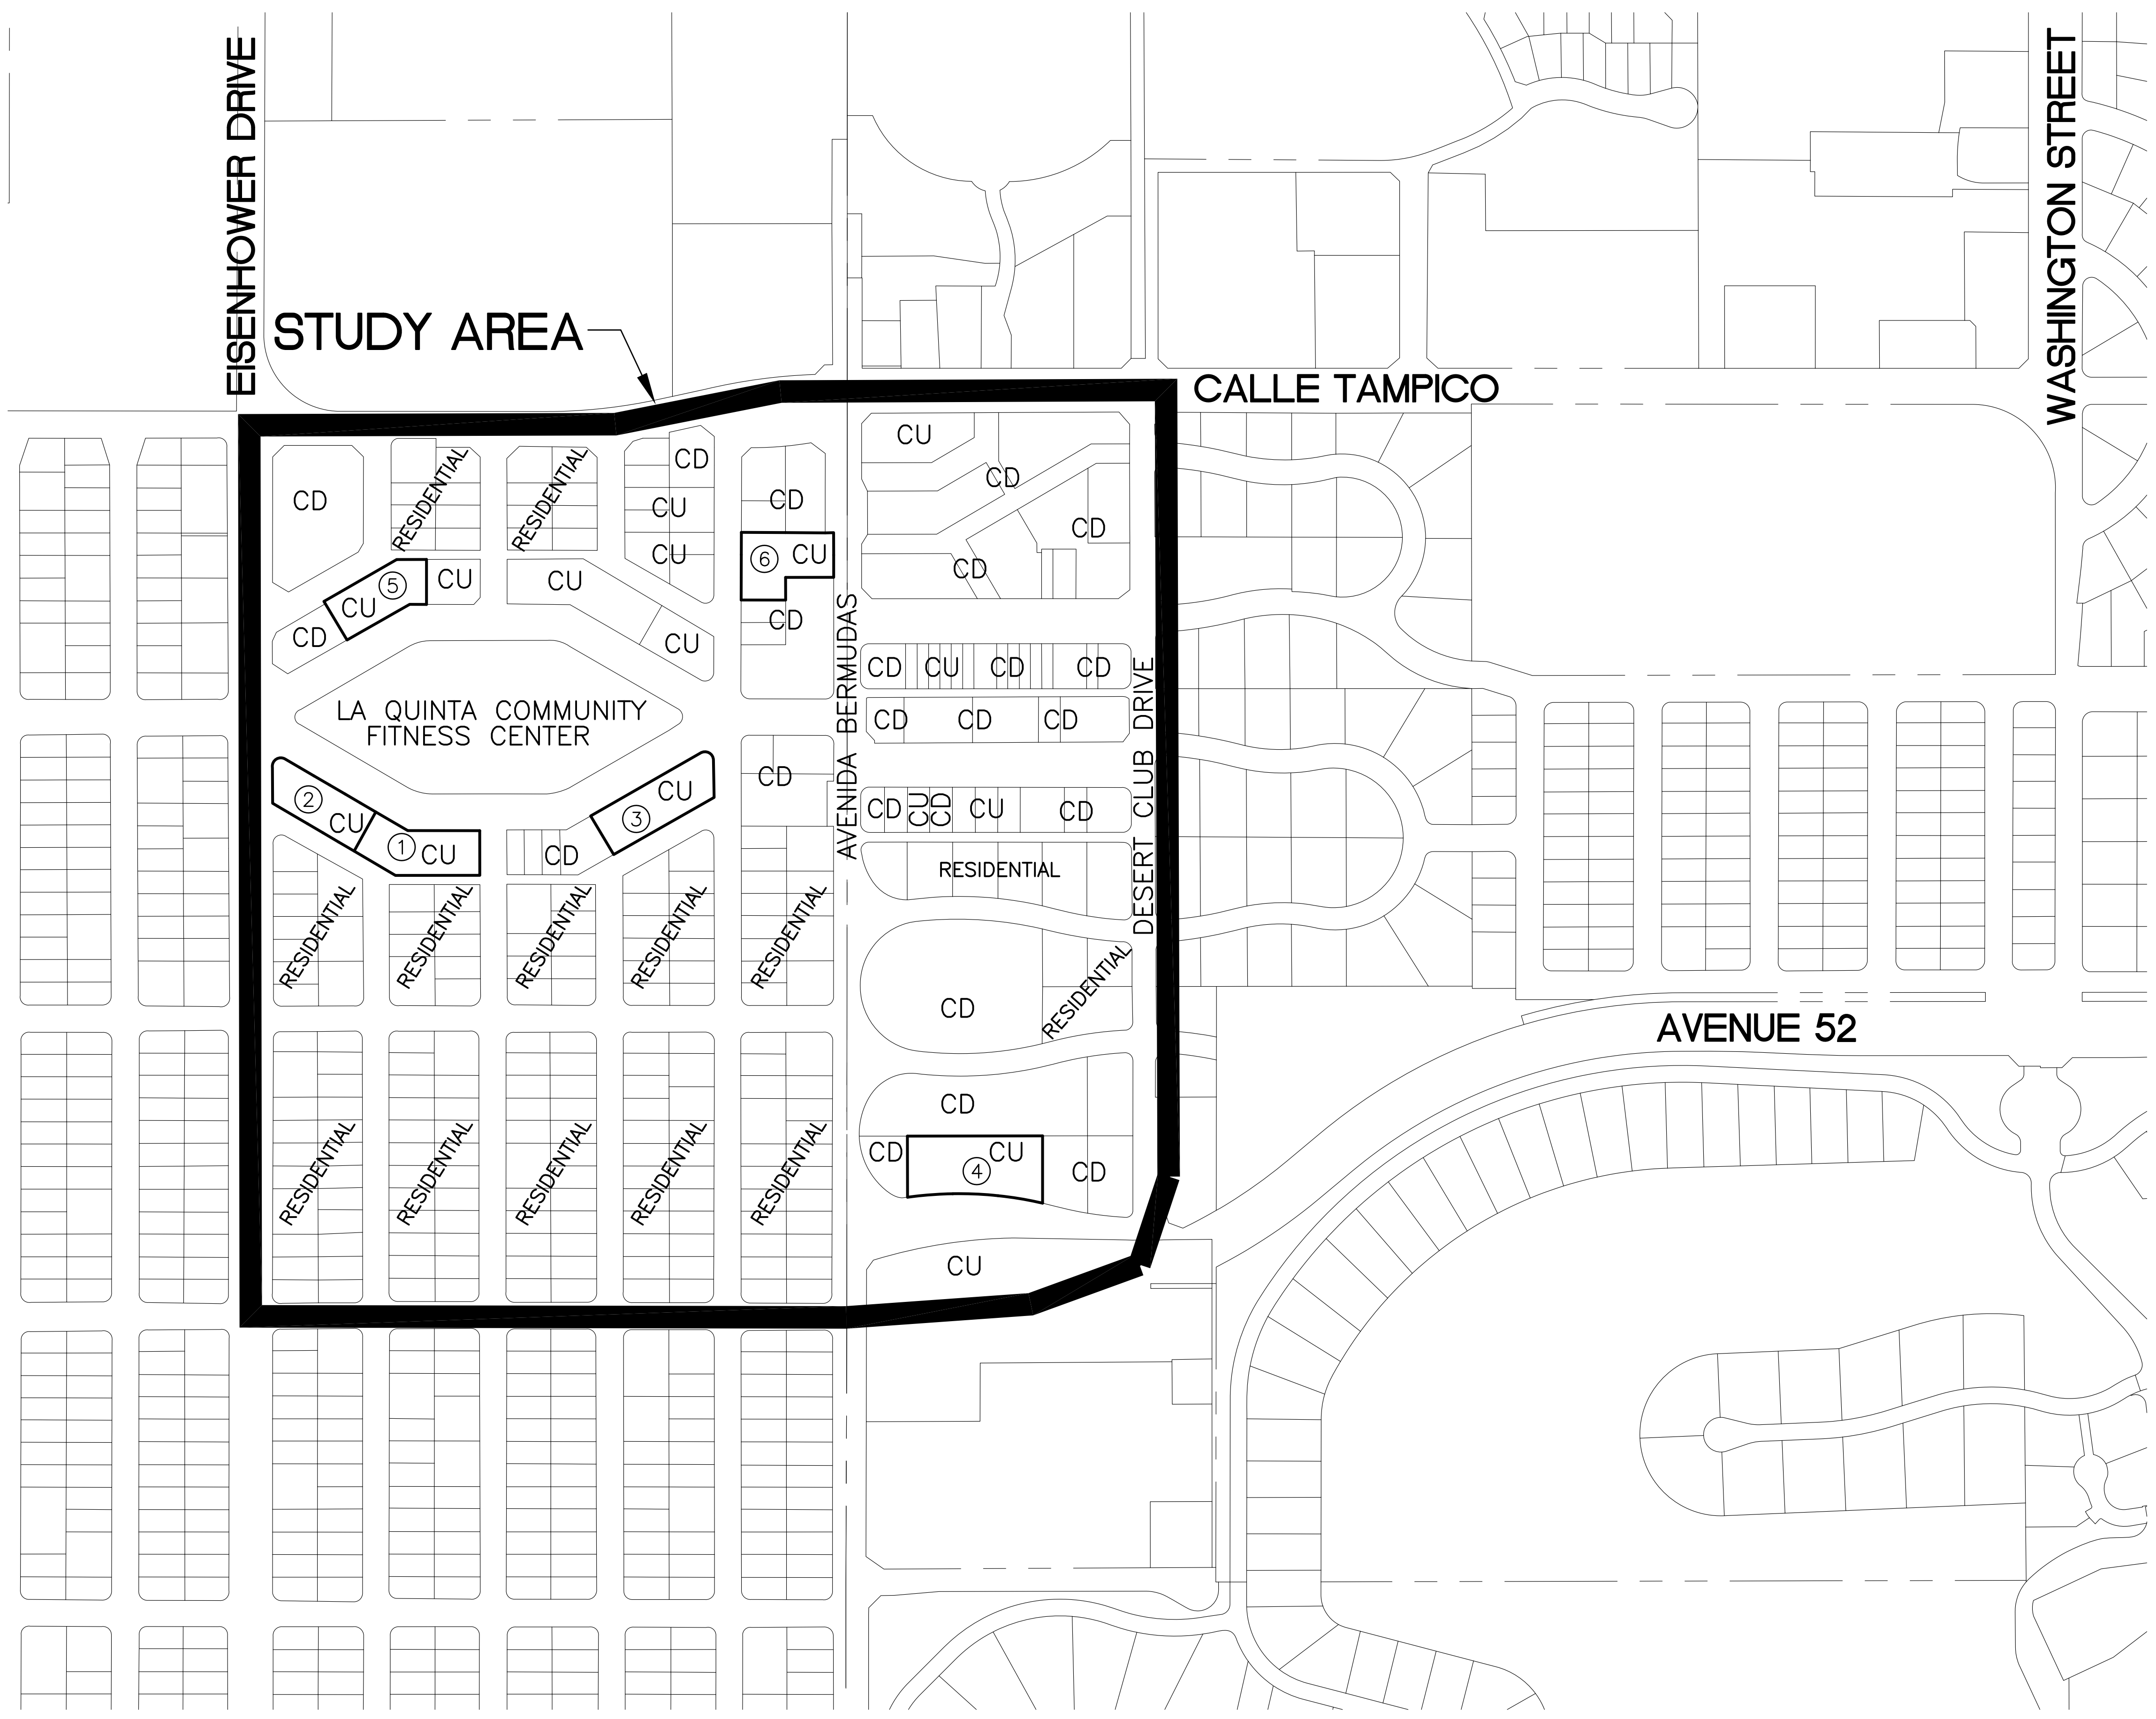 EISENHOWER DRIVE
WASHINGTON STREET
STUDY AREA
CALLE TAMPICO
CD
RESIDENTIAL
RESIDENTIAL
CD
CU
CU
CD
CU
CD
CD
CD
6 CU
CD
5
CU
CU
CU
CD
CU
AVENIDA BERMUDAS
CD
CU
CD
CD
DESERT CLUB DRIVE
CD
CD
CD
LA QUINTA COMMUNITY
FITNESS CENTER
2
CU
1
CU
CD
3
CU
CD
CD
CU
CD
CU
CD
RESIDENTIAL
RESIDENTIAL
RESIDENTIAL
RESIDENTIAL
RESIDENTIAL
RESIDENTIAL
CD
RESIDENTIAL
AVENUE 52
RESIDENTIAL
RESIDENTIAL
RESIDENTIAL
RESIDENTIAL
RESIDENTIAL
CD
CD
CU
4
CD
CU